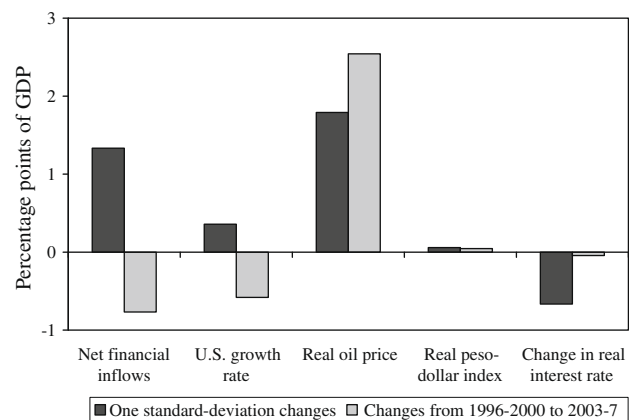 Percentage points of GDP
3
2
1
0
-1
Net financial
inflows
U.S. growth
rate
Real oil price
Real peso-
dollar index
Change in real
interest rate
One standard-deviation changes
Changes from 1996-2000 to 2003-7